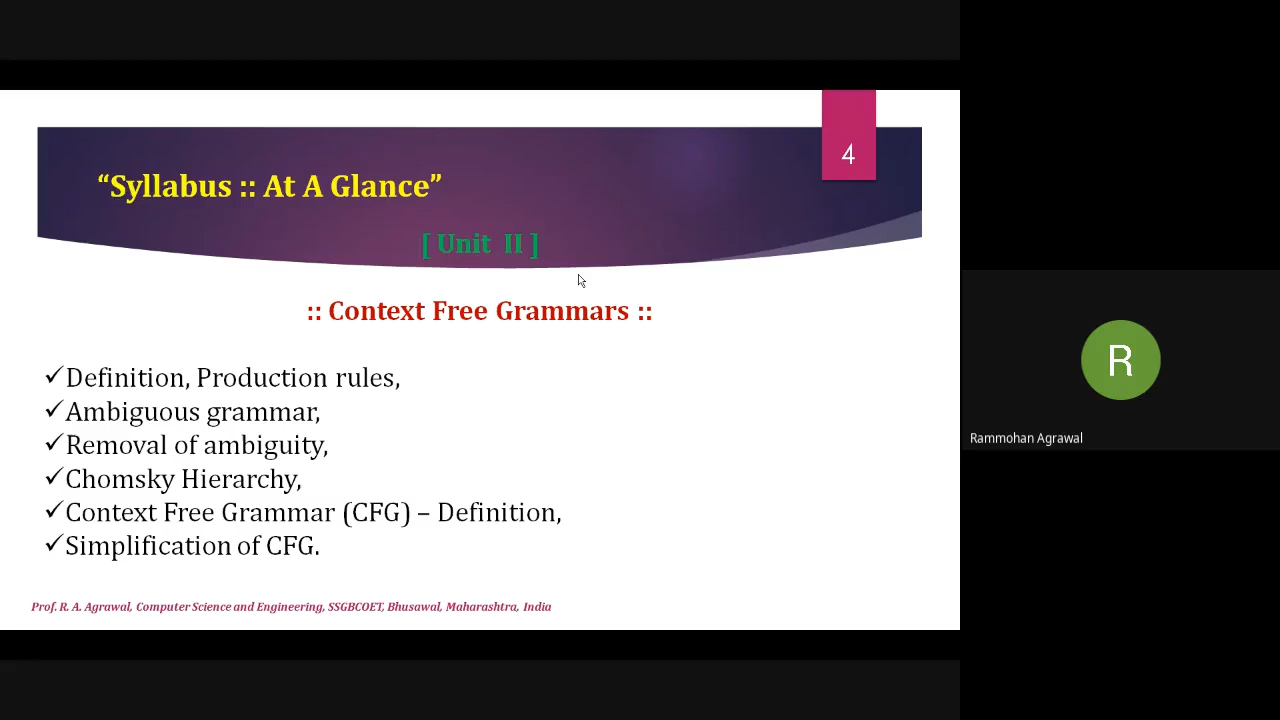 4
“Syllabus :: At A Glance”
[ Unit II ]
:: Context Free Grammars ::
✓Definition, Production rules,
✓Ambiguous grammar,
✓Removal of ambiguity,
✓Chomsky Hierarchy,
✓Context Free Grammar (CFG) – Definition,
✓Simplification of CFG.
Prof. R. A. Agrawal, Computer Science and Engineering, SSGBCOET, Bhusawal, Maharashtra, India
R
Rammohan Agrawal